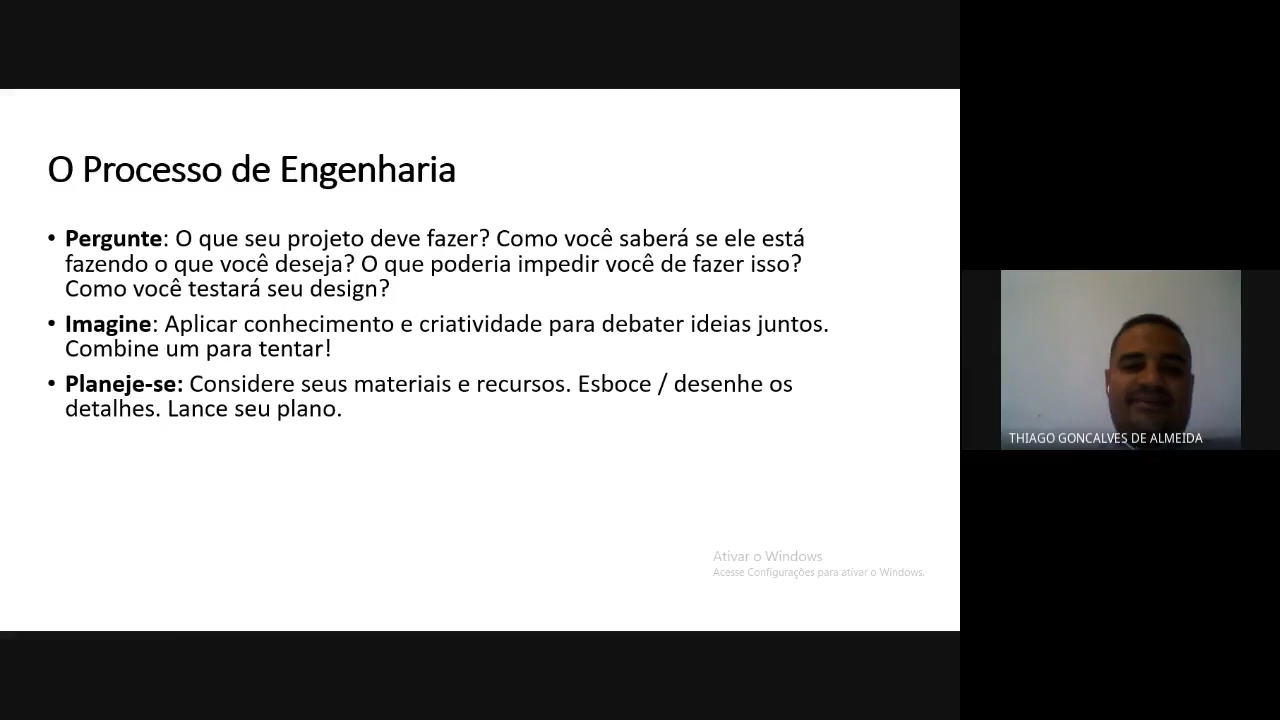 O Processo de Engenharia
• Pergunte: O que seu projeto deve fazer? Como você saberá se ele está
fazendo o que você deseja? O que poderia impedir você de fazer isso?
Como você testará seu design?
• Imagine: Aplicar conhecimento e criatividade para debater ideias juntos.
Combine um para tentar!
• Planeje-se: Considere seus materiais e recursos. Esboce / desenhe os
detalhes. Lance seu plano.
Ativar o Windows
Acesse Configurações para ativar o Windows.
THIAGO GONCALVES DE ALMEIDA